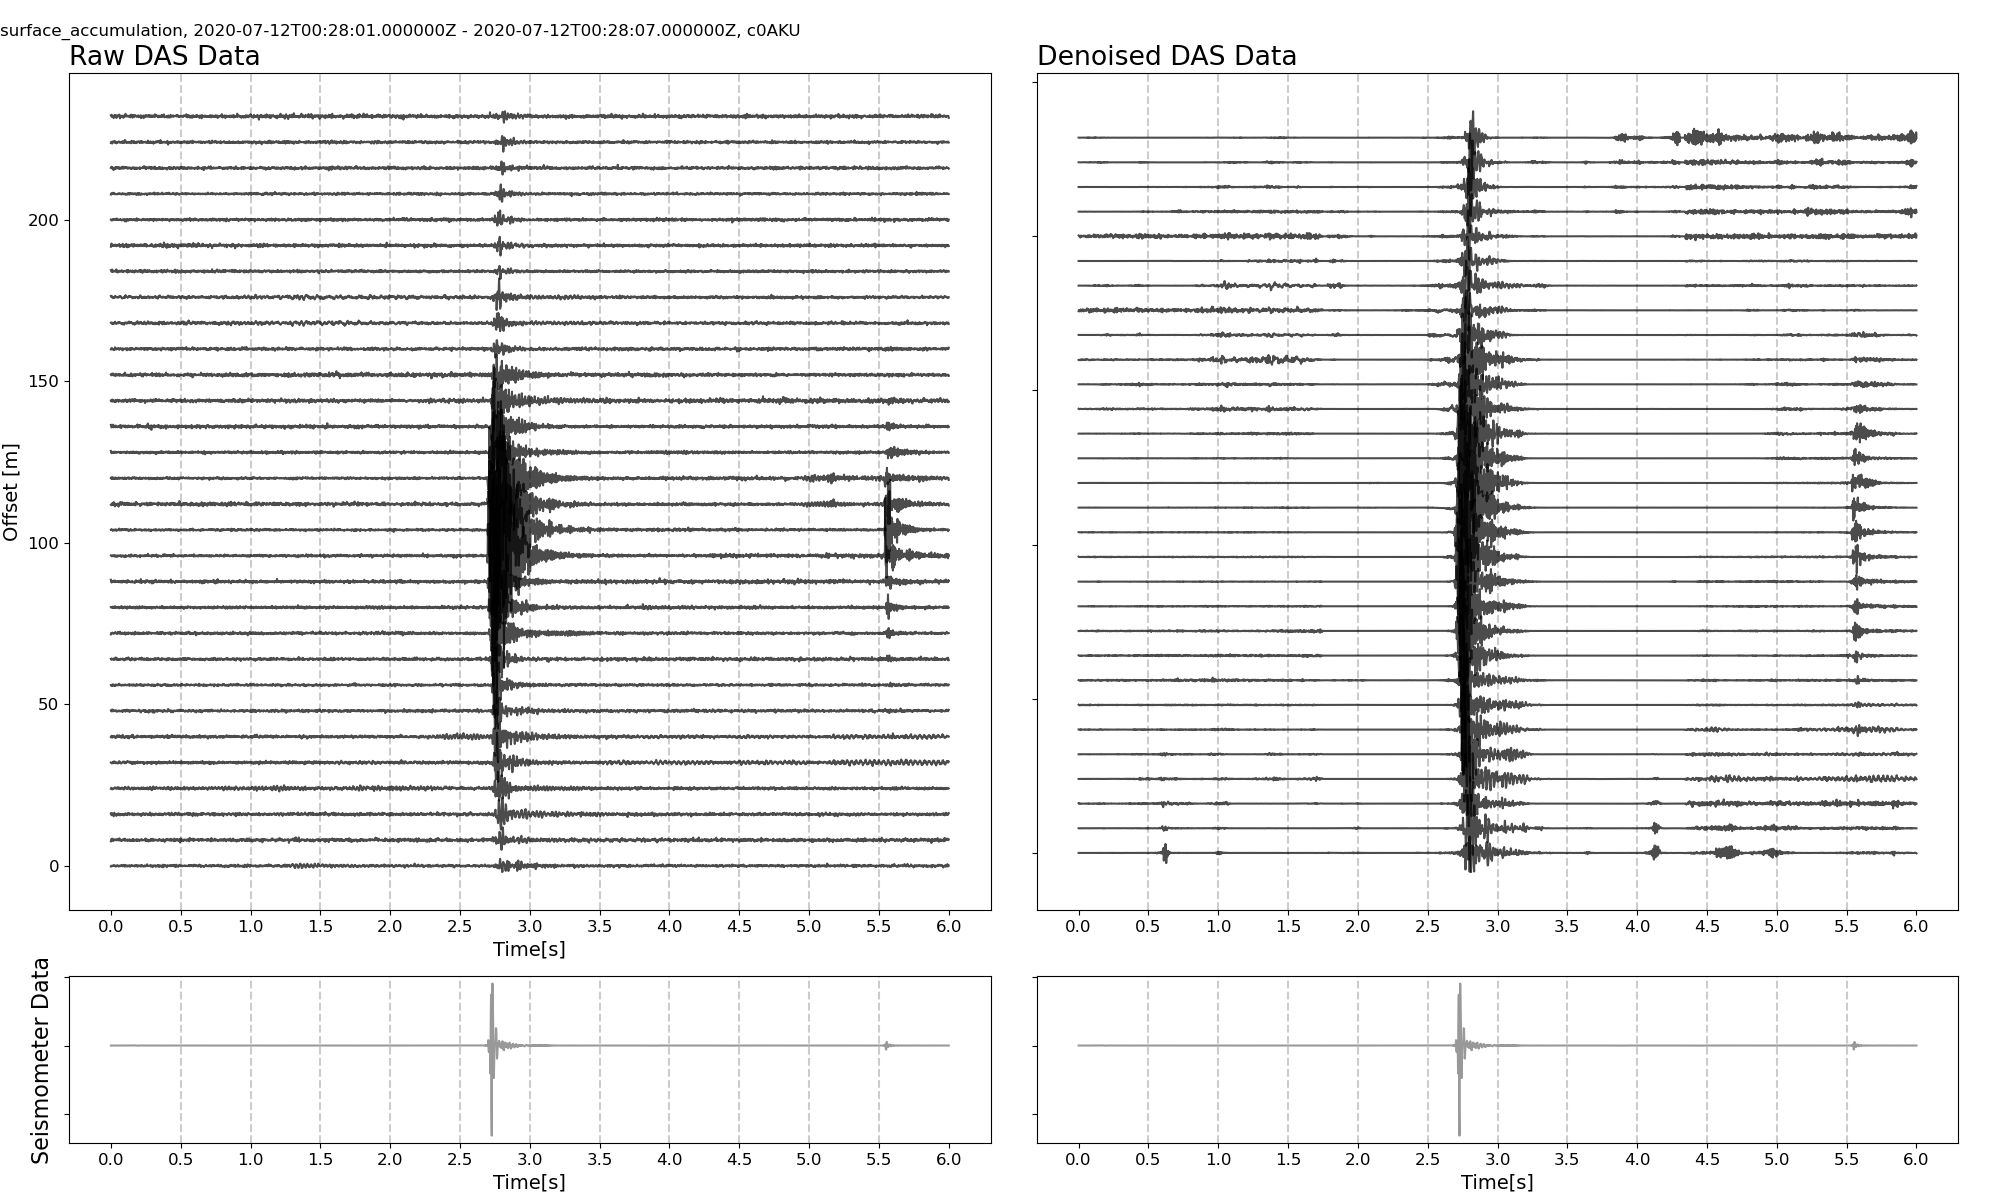 surface_accumulation, 2020-07-12T00:28:01.000000Z - 2020-07-12T00:28:07.000000Z, c0AKU
Raw DAS Data
Denoised DAS Data
Offset [m]
200
150
100
50
0
0.0 0.5 1.0 1.5 2.0 2.5 3.0 3.5 4.0 4.5 5.0 5.5 6.0
Time[s]
0.0 0.5 1.0 1.5 2.0 2.5 3.0 3.5 4.0 4.5 5.0 5.5 6.0
Seismometer Data
0.0 0.5 1.0 1.5 2.0 2.5 3.0 3.5 4.0 4.5 5.0 5.5 6.0
Time[s]
0.0 0.5 1.0 1.5 2.0 2.5 3.0 3.5 4.0 4.5 5.0 5.5 6.0
Time[s]